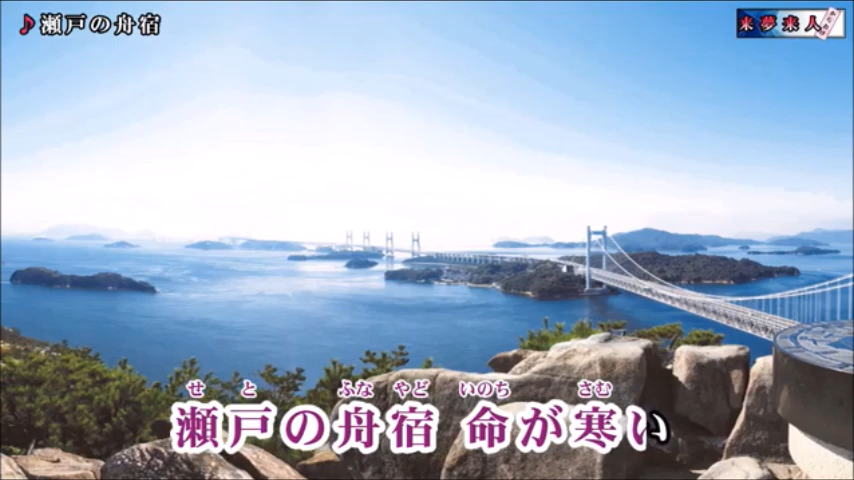 ♪瀬戸の舟宿
来夢来人
せ と ふな やど いのち さむ
瀬戸の舟宿 命が寒い